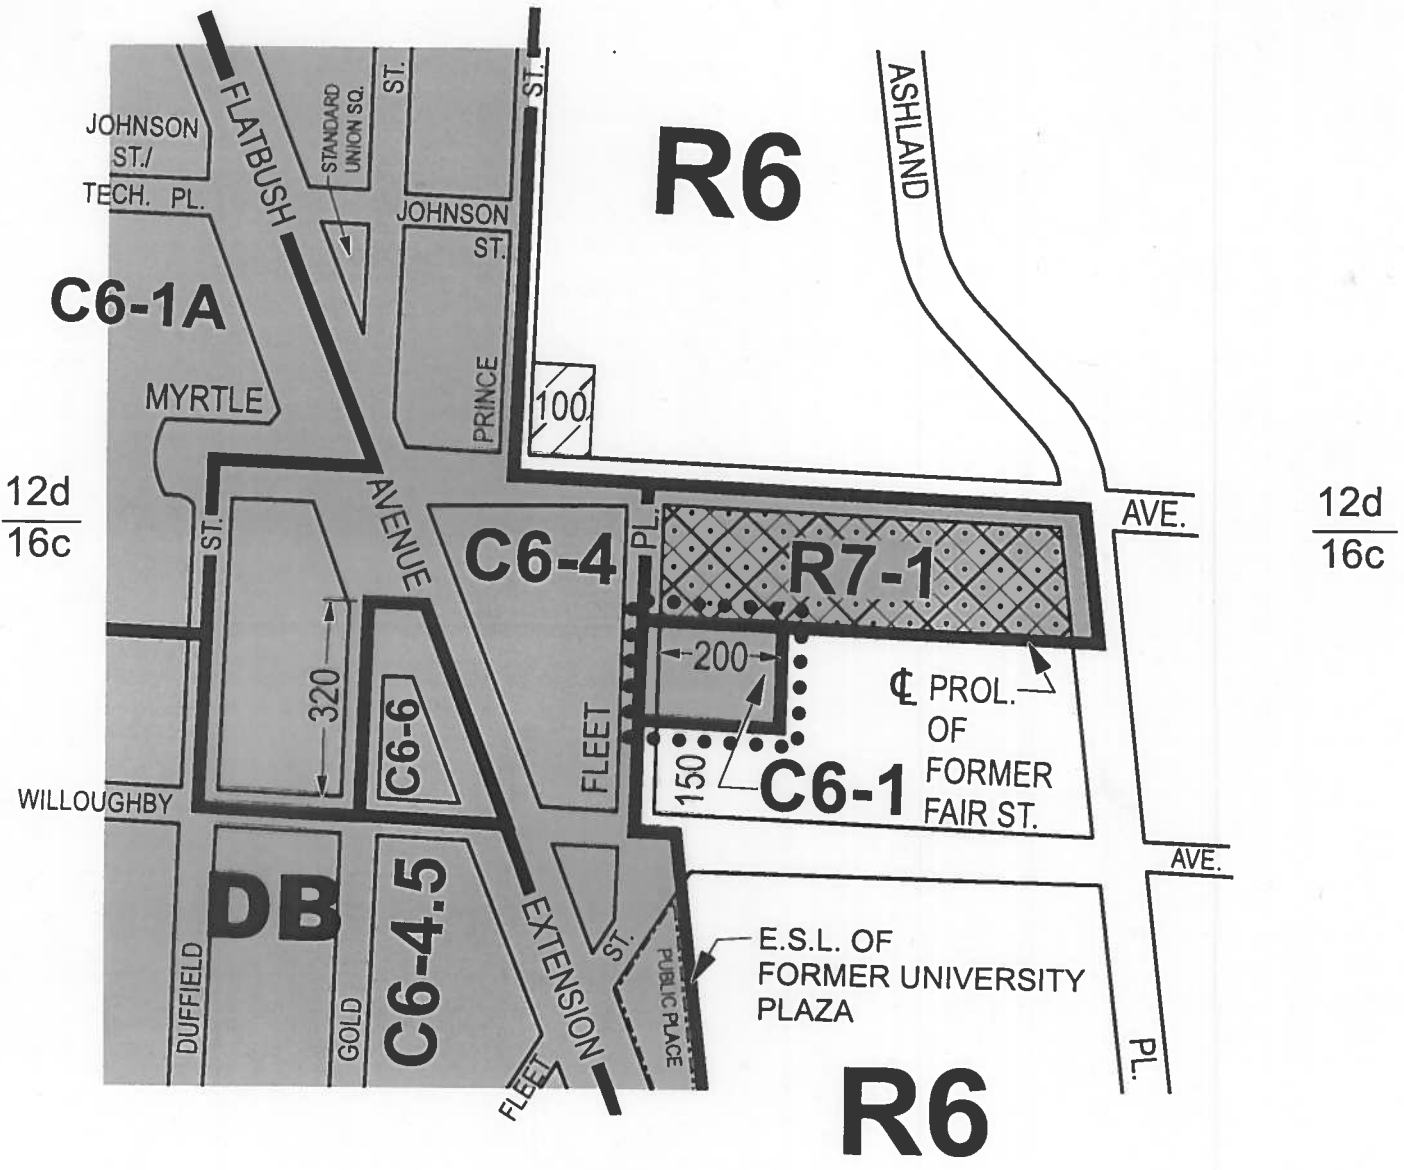 ST.
ST.
FLATBUSH
STANDARD
UNION SQ.
ASHLAND
JOHNSON
ST./
TECH. PL.
JOHNSON
ST.
R6
C6-1A
MYRTLE
PRINCE
100
12d
16c
ST.
AVENUE
C6-4
PL.
R7-1
AVE.
12d
16c
320
C6-6
FLEET
200
150
C6-1
℄ PROL.
OF
FORMER
FAIR ST.
WILLOUGHBY
AVE.
DB
C6-4.5
DUFFIELD
GOLD
EXTENSION
ST.
FLEET
PUBLIC PLACE
E.S.L. OF
FORMER UNIVERSITY
PLAZA
PL.
R6